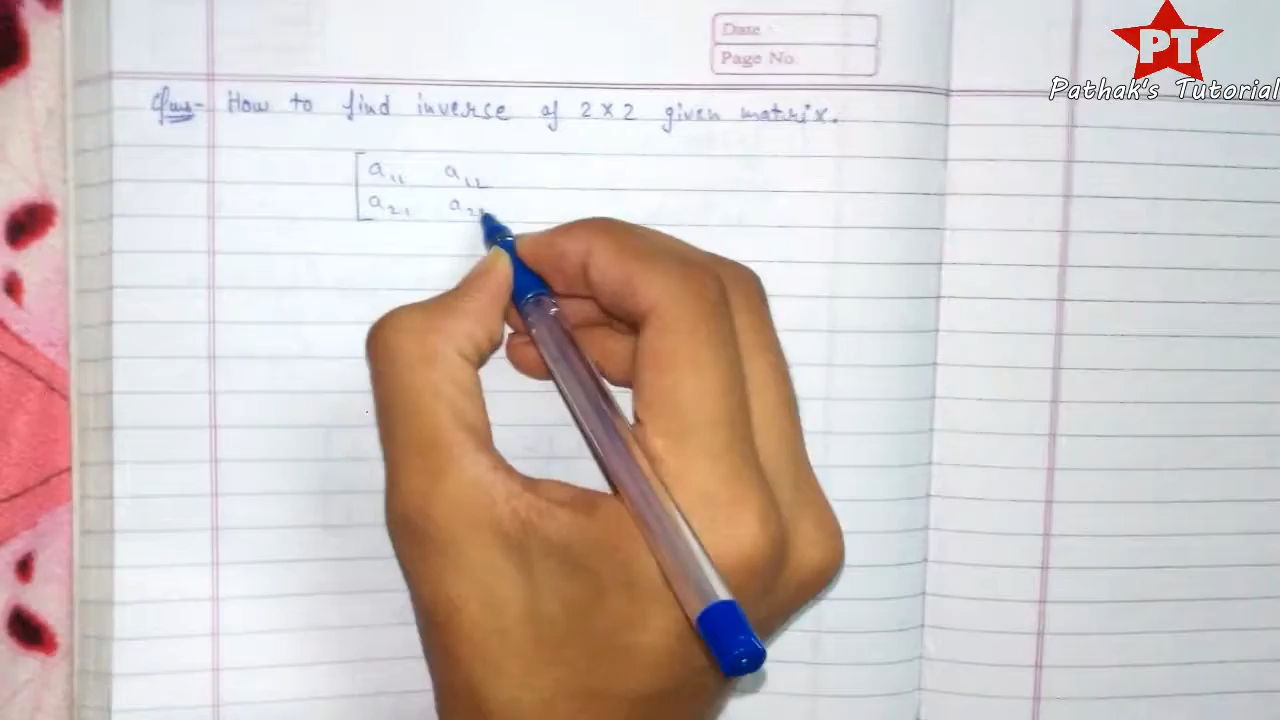 Date :
Page No.
PT
Pathak's Tutorial
Ques- How to find inverse of 2 × 2 given matrix.
a₁₁ a₁₂
a₂₁ a₂₂